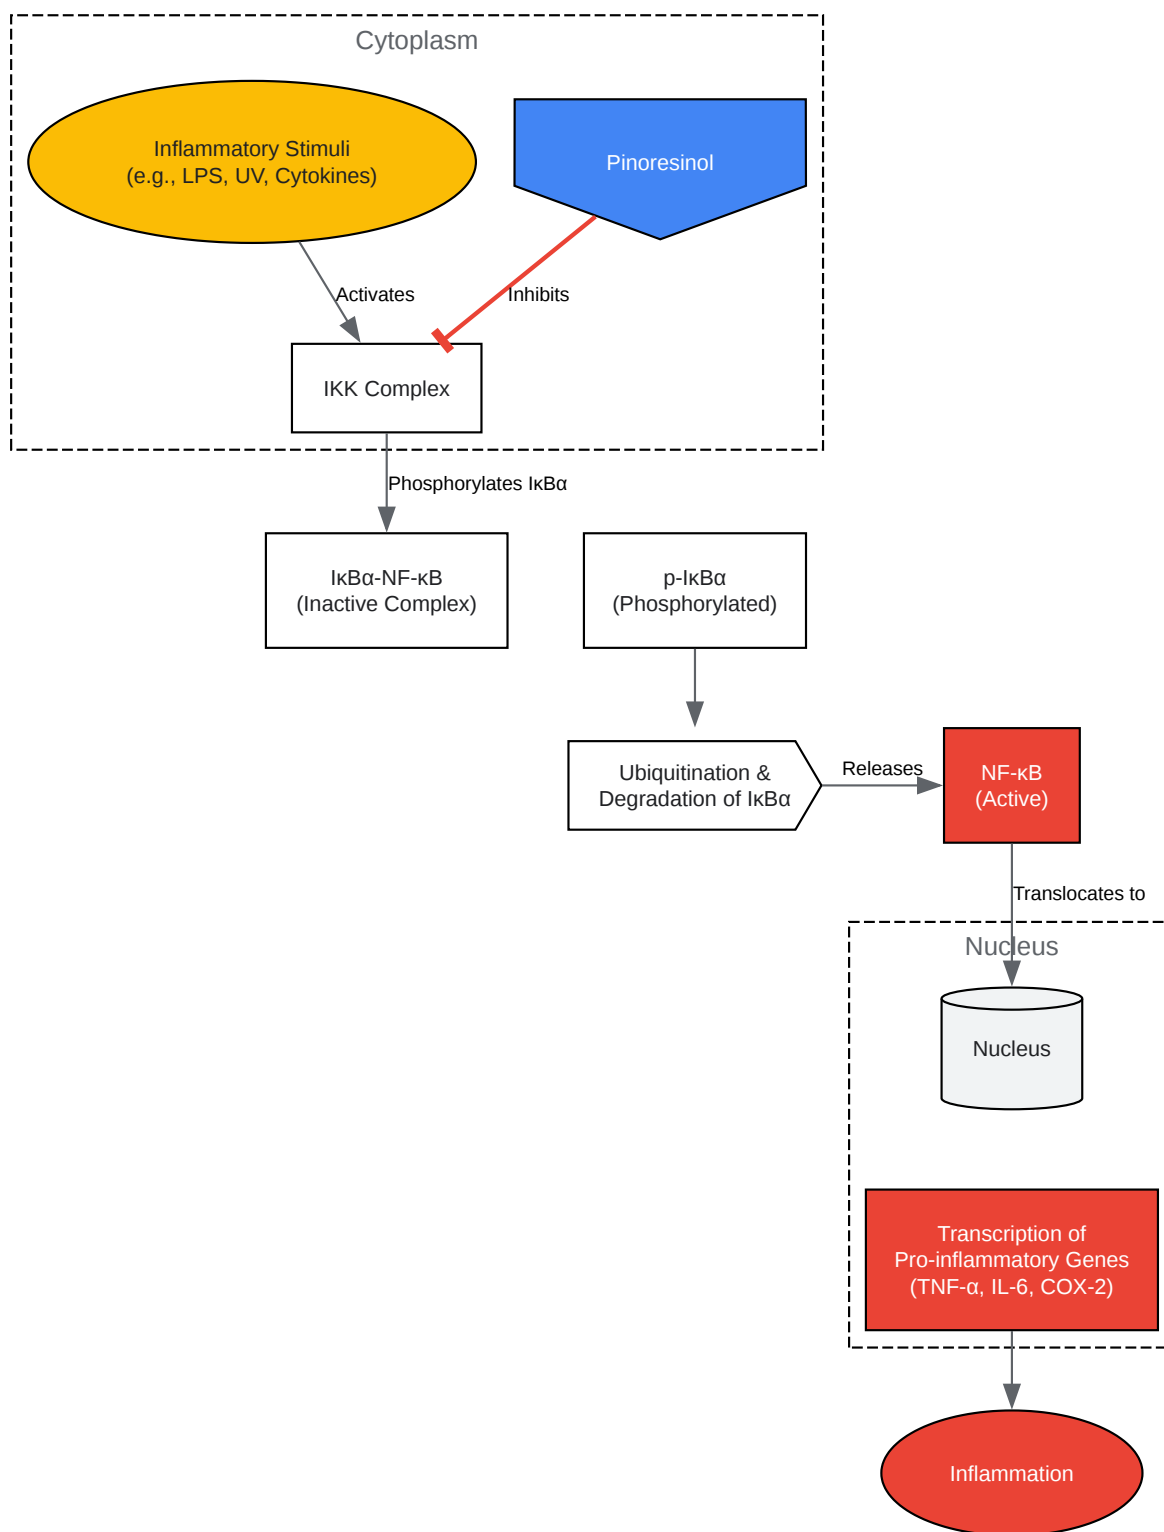 Cytoplasm
Inflammatory Stimuli
(e.g., LPS, UV, Cytokines)
Pinoresinol
Activates
Inhibits
IKK Complex
Phosphorylates IκBα
IκBα-NF-κB
(Inactive Complex)
p-IκBα
(Phosphorylated)
Ubiquitination &
Degradation of IκBα
Releases
NF-κB
(Active)
Translocates to
Nucleus
Nucleus
Transcription of
Pro-inflammatory Genes
(TNF-α, IL-6, COX-2)
Inflammation